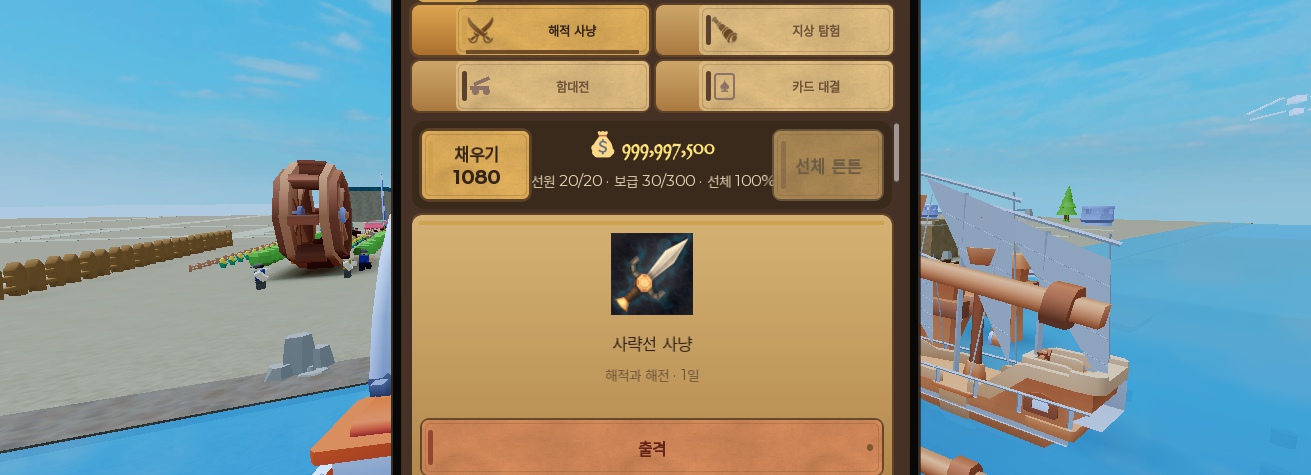 해적 사냥
지상 탐험
함대전
카드 대결
채우기
1080
$ 999,997,500
선원 20/20 · 보급 30/300 · 선체 100%
선체 튼튼
사략선 사냥
해적과 해전 · 1일
출격